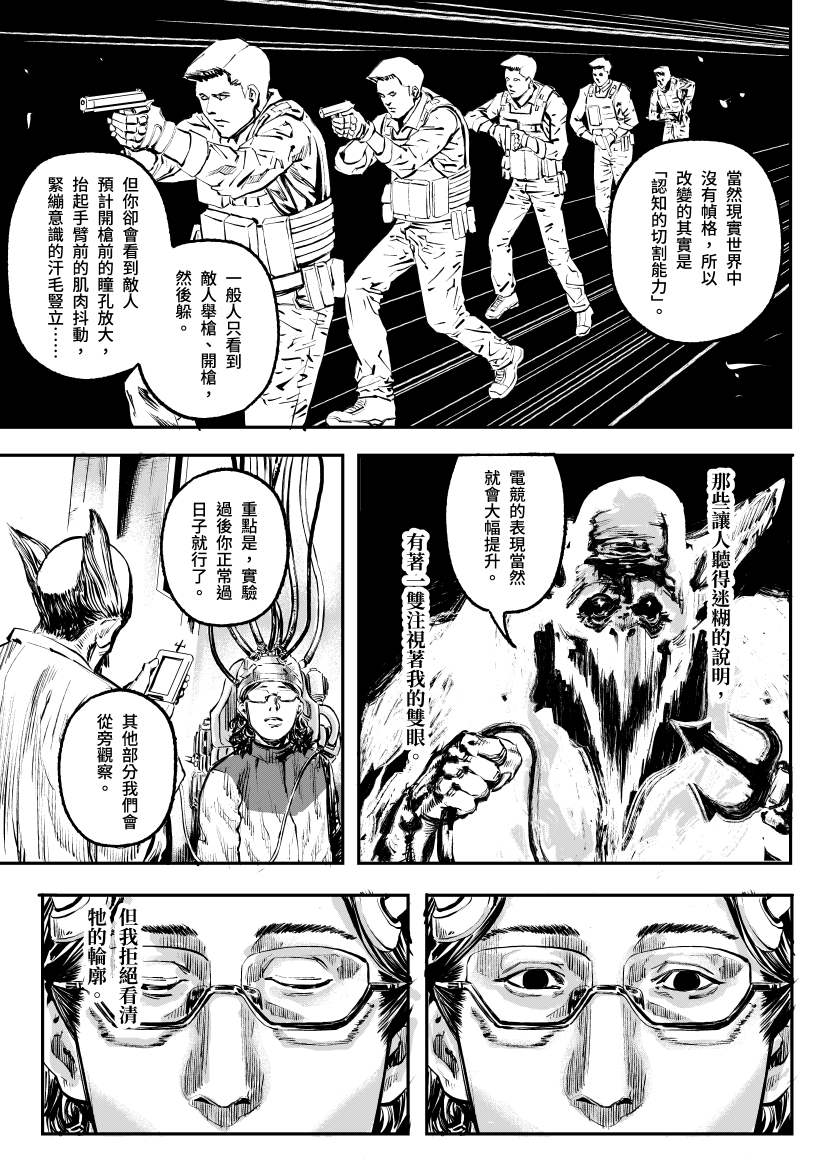 當然現實世界中
沒有幀格，所以
改變的其實是
「認知的切割能力」。
一般人只看到
敵人舉槍、開槍，
然後躲。
但你卻會看到敵人
預計開槍前的瞳孔放大，
抬起手臂前的肌肉抖動，
緊繃意識的汗毛豎立……
那些讓人聽得迷糊的說明，
電競的表現當然
就會大幅提升。
有著一雙注視著我的雙眼。
重點是，實驗
過後你正常過
日子就行了。
其他部分我們會
從旁觀察。
但我拒絕看清
牠的輪廓。